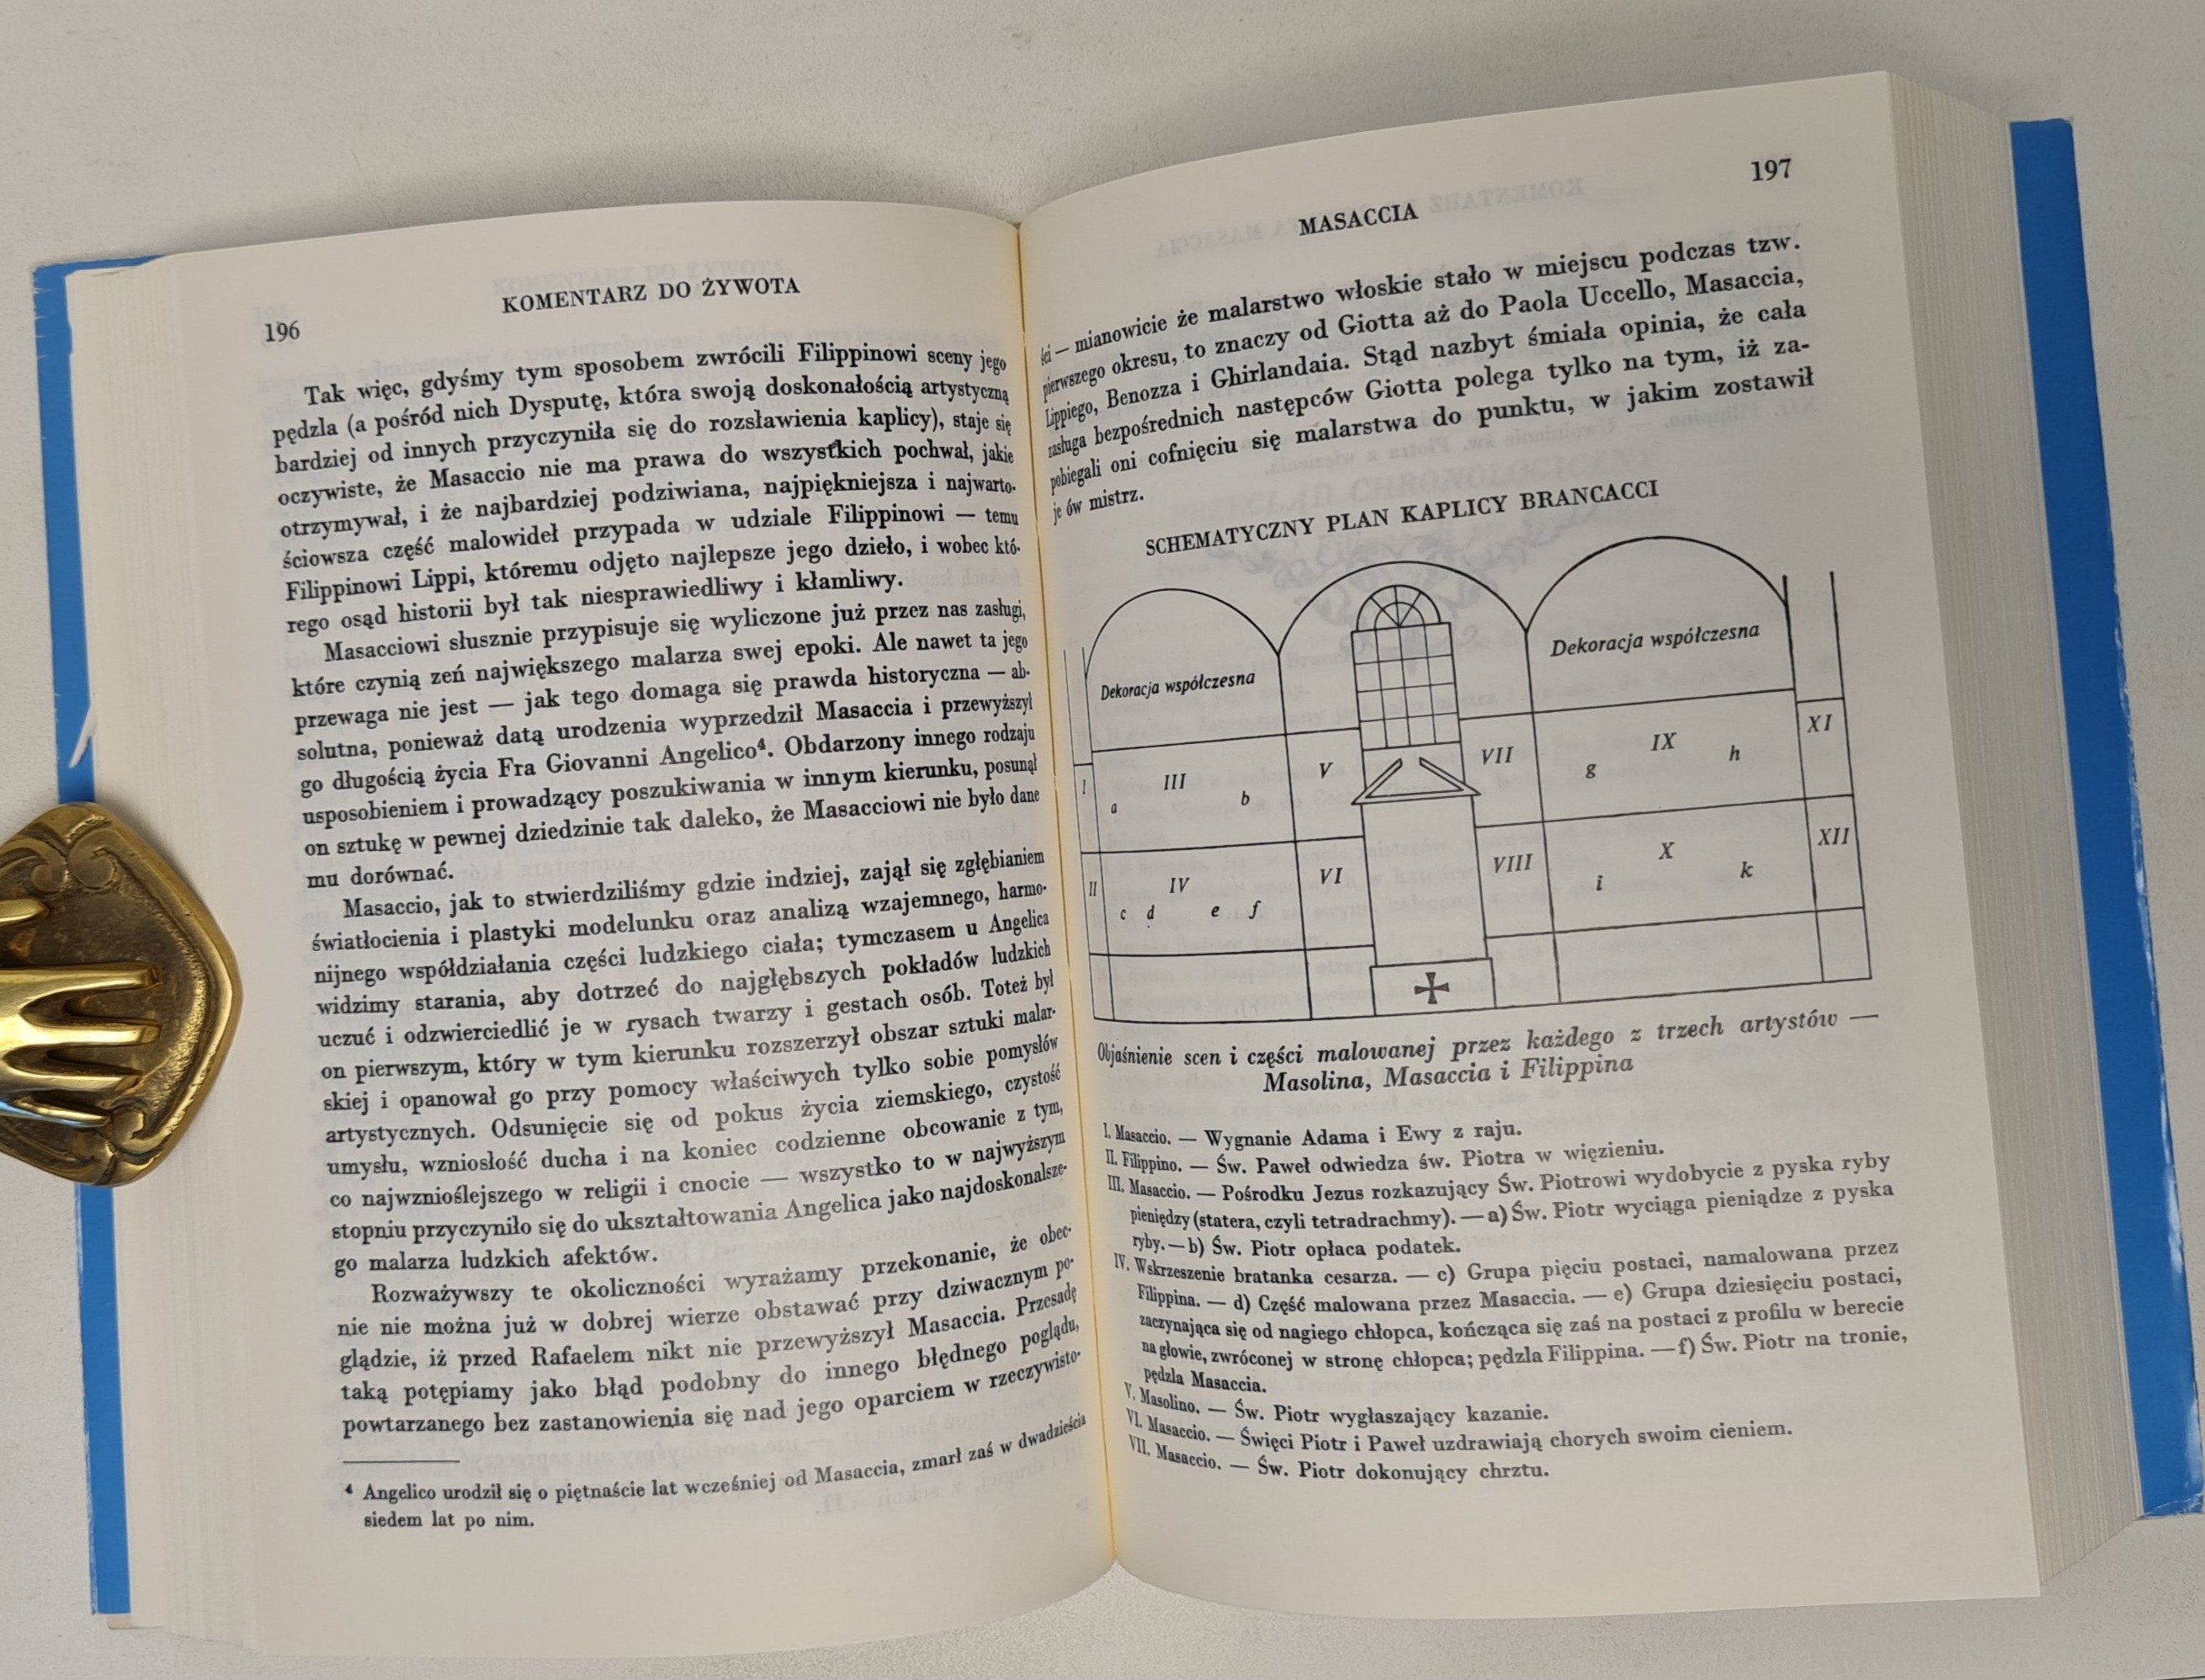 196
KOMENTARZ DO ŻYWOTA
Tak więc, gdyśmy tym sposobem zwrócili Filippinowi sceny jego
pędzla (a pośród nich Dysputę, która swoją doskonałością artystyczną
bardziej od innych przyczyniła się do rozsławienia kaplicy), staje się
oczywiste, że Masaccio nie ma prawa do wszystkich pochwał, jakie
otrzymywał, i że najbardziej podziwiana, najpiękniejsza i najwarto-
ściowsza część malowideł przypada w udziale Filippinowi — temu
Filippinowi Lippi, któremu odjęto najlepsze jego dzieło, i wobec któ-
rego osąd historii był tak niesprawiedliwy i kłamliwy.
Masacciowi słusznie przypisuje się wyliczone już przez nas zasługi,
które czynią zeń największego malarza swej epoki. Ale nawet ta jego
przewaga nie jest — jak tego domaga się prawda historyczna — ab-
solutna, ponieważ datą urodzenia wyprzedził Masaccia i przewyższył
go długością życia Fra Giovanni Angelico⁴. Obdarzony innego rodzaju
usposobieniem i prowadzący poszukiwania w innym kierunku, posunął
on sztukę w pewnej dziedzinie tak daleko, że Masacciowi nie było dane
mu dorównać.
Masaccio, jak to stwierdziliśmy gdzie indziej, zajął się zgłębianiem
światłocienia i plastyki modelunku oraz analizą wzajemnego, harmo-
nijnego współdziałania części ludzkiego ciała; tymczasem u Angelica
widzimy starania, aby dotrzeć do najgłębszych pokładów ludzkich
uczuć i odzwierciedlić je w rysach twarzy i gestach osób. Toteż był
on pierwszym, który w tym kierunku rozszerzył obszar sztuki malar-
skiej i opanował go przy pomocy właściwych tylko sobie pomysłów
artystycznych. Odsunięcie się od pokus życia ziemskiego, czystość
umysłu, wzniosłość ducha i na koniec codzienne obcowanie z tym,
co najwznioślejszego w religii i cnocie — wszystko to w najwyższym
stopniu przyczyniło się do ukształtowania Angelica jako najdoskonalsze-
go malarza ludzkich afektów.
Rozważywszy te okoliczności wyrażamy przekonanie, że obec-
nie nie można już w dobrej wierze obstawać przy dziwacznym po-
glądzie, iż przed Rafaelem nikt nie przewyższył Masaccia. Przesadę
taką potępiamy jako błąd podobny do innego błędnego poglądu,
powtarzanego bez zastanowienia się nad jego oparciem w rzeczywisto-
⁴ Angelico urodził się o piętnaście lat wcześniej od Masaccia, zmarł zaś w dwadzieścia
siedem lat po nim.
MASACCIA
197
ści — mianowicie że malarstwo włoskie stało w miejscu podczas tzw.
pierwszego okresu, to znaczy od Giotta aż do Paola Uccello, Masaccia,
Lippiego, Benozza i Ghirlandaia. Stąd nazbyt śmiała opinia, że cała
zasługa bezpośrednich następców Giotta polega tylko na tym, iż za-
pobiegali oni cofnięciu się malarstwa do punktu, w jakim zostawił
je ów mistrz.
SCHEMATYCZNY PLAN KAPLICY BRANCACCI
Dekoracja współczesna
Dekoracja współczesna
I
III
a
b
V
VII
IX
g
h
XI
II
IV
c d e f
VI
VIII
X
i
k
XII
Objaśnienie scen i części malowanej przez każdego z trzech artystów —
Masolina, Masaccia i Filippina
I. Masaccio. — Wygnanie Adama i Ewy z raju.
II. Filippino. — Św. Paweł odwiedza św. Piotra w więzieniu.
III. Masaccio. — Pośrodku Jezus rozkazujący Św. Piotrowi wydobycie z pyska ryby
pieniędzy (statera, czyli tetradrachmy). — a) Św. Piotr wyciąga pieniądze z pyska
ryby. — b) Św. Piotr opłaca podatek.
IV. Wskrzeszenie bratanka cesarza. — c) Grupa pięciu postaci, namalowana przez
Filippina. — d) Część malowana przez Masaccia. — e) Grupa dziesięciu postaci,
zaczynająca się od nagiego chłopca, kończąca się zaś na postaci z profilu w berecie
na głowie, zwróconej w stronę chłopca; pędzla Filippina. — f) Św. Piotr na tronie,
pędzla Masaccia.
V. Masolino. — Św. Piotr wygłaszający kazanie.
VI. Masaccio. — Święci Piotr i Paweł uzdrawiają chorych swoim cieniem.
VII. Masaccio. — Św. Piotr dokonujący chrztu.